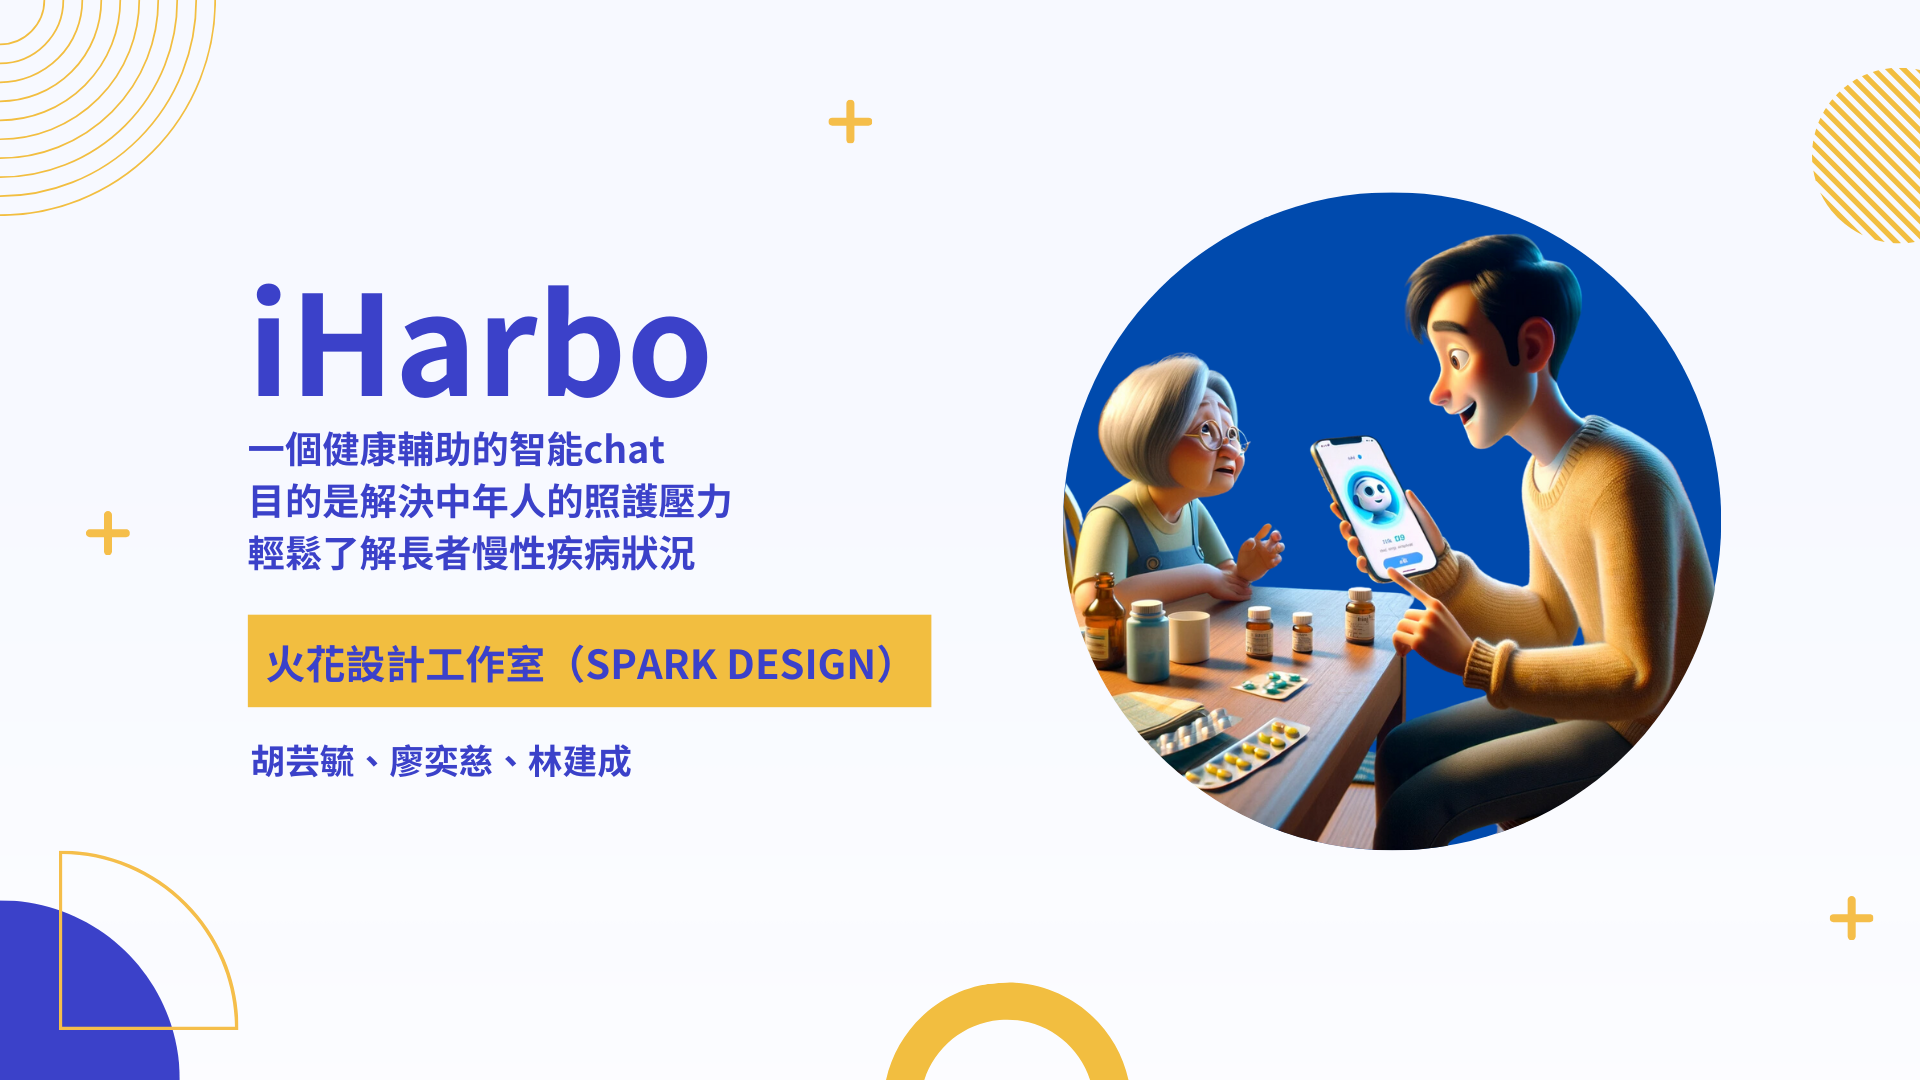 iHarbo
一個健康輔助的智能chat
目的是解決中年人的照護壓力
輕鬆了解長者慢性疾病狀況
火花設計工作室（SPARK DESIGN）
胡芸毓、廖奕慈、林建成